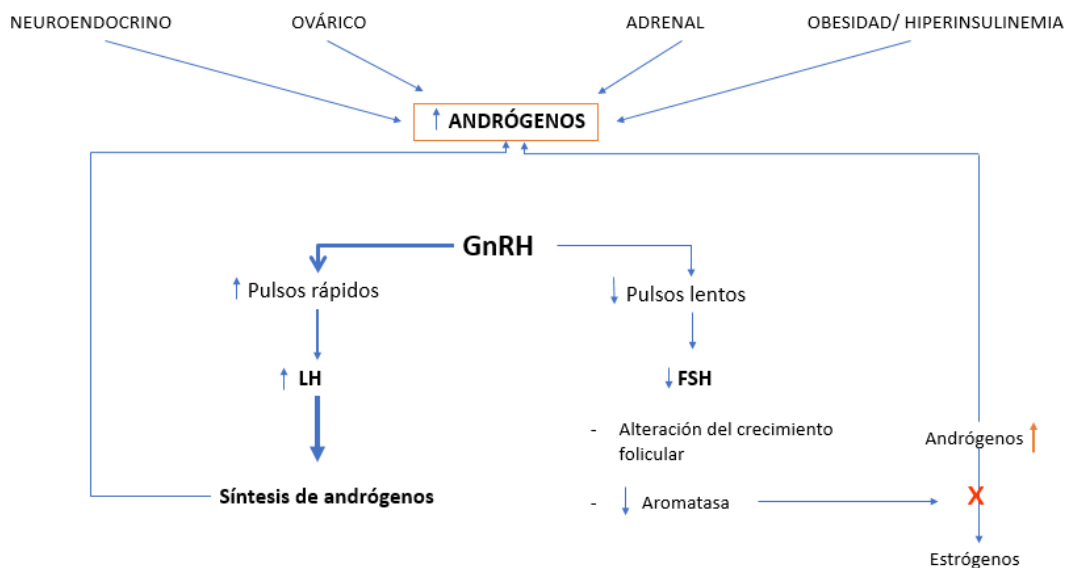 NEUROENDOCRINO
OVÁRICO
ADRENAL
OBESIDAD/ HIPERINSULINEMIA
ANDRÓGENOS
GnRH
Pulsos rápidos
Pulsos lentos
LH
FSH
- Alteración del crecimiento
folicular
Andrógenos
Síntesis de andrógenos
- Aromatasa
X
Estrógenos